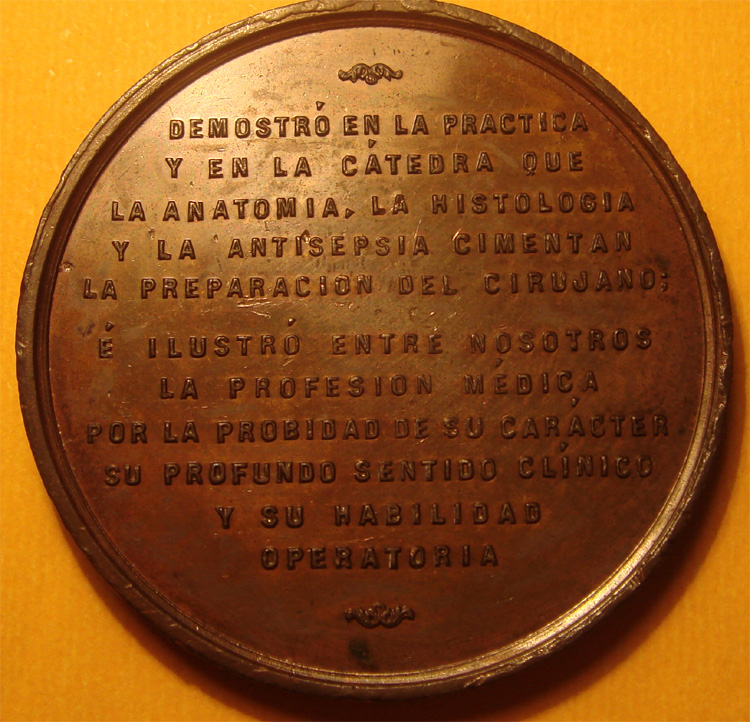 DEMOSTRÓ EN LA PRACTICA
Y EN LA CÁTEDRA QUE
LA ANATOMIA, LA HISTOLOGIA
Y LA ANTISEPSIA CIMENTAN
LA PREPARACION DEL CIRUJANO;
É ILUSTRÓ ENTRE NOSOTROS
LA PROFESION MÉDICA
POR LA PROBIDAD DE SU CARÁCTER
SU PROFUNDO SENTIDO CLÍNICO
Y SU HABILIDAD
OPERATORIA